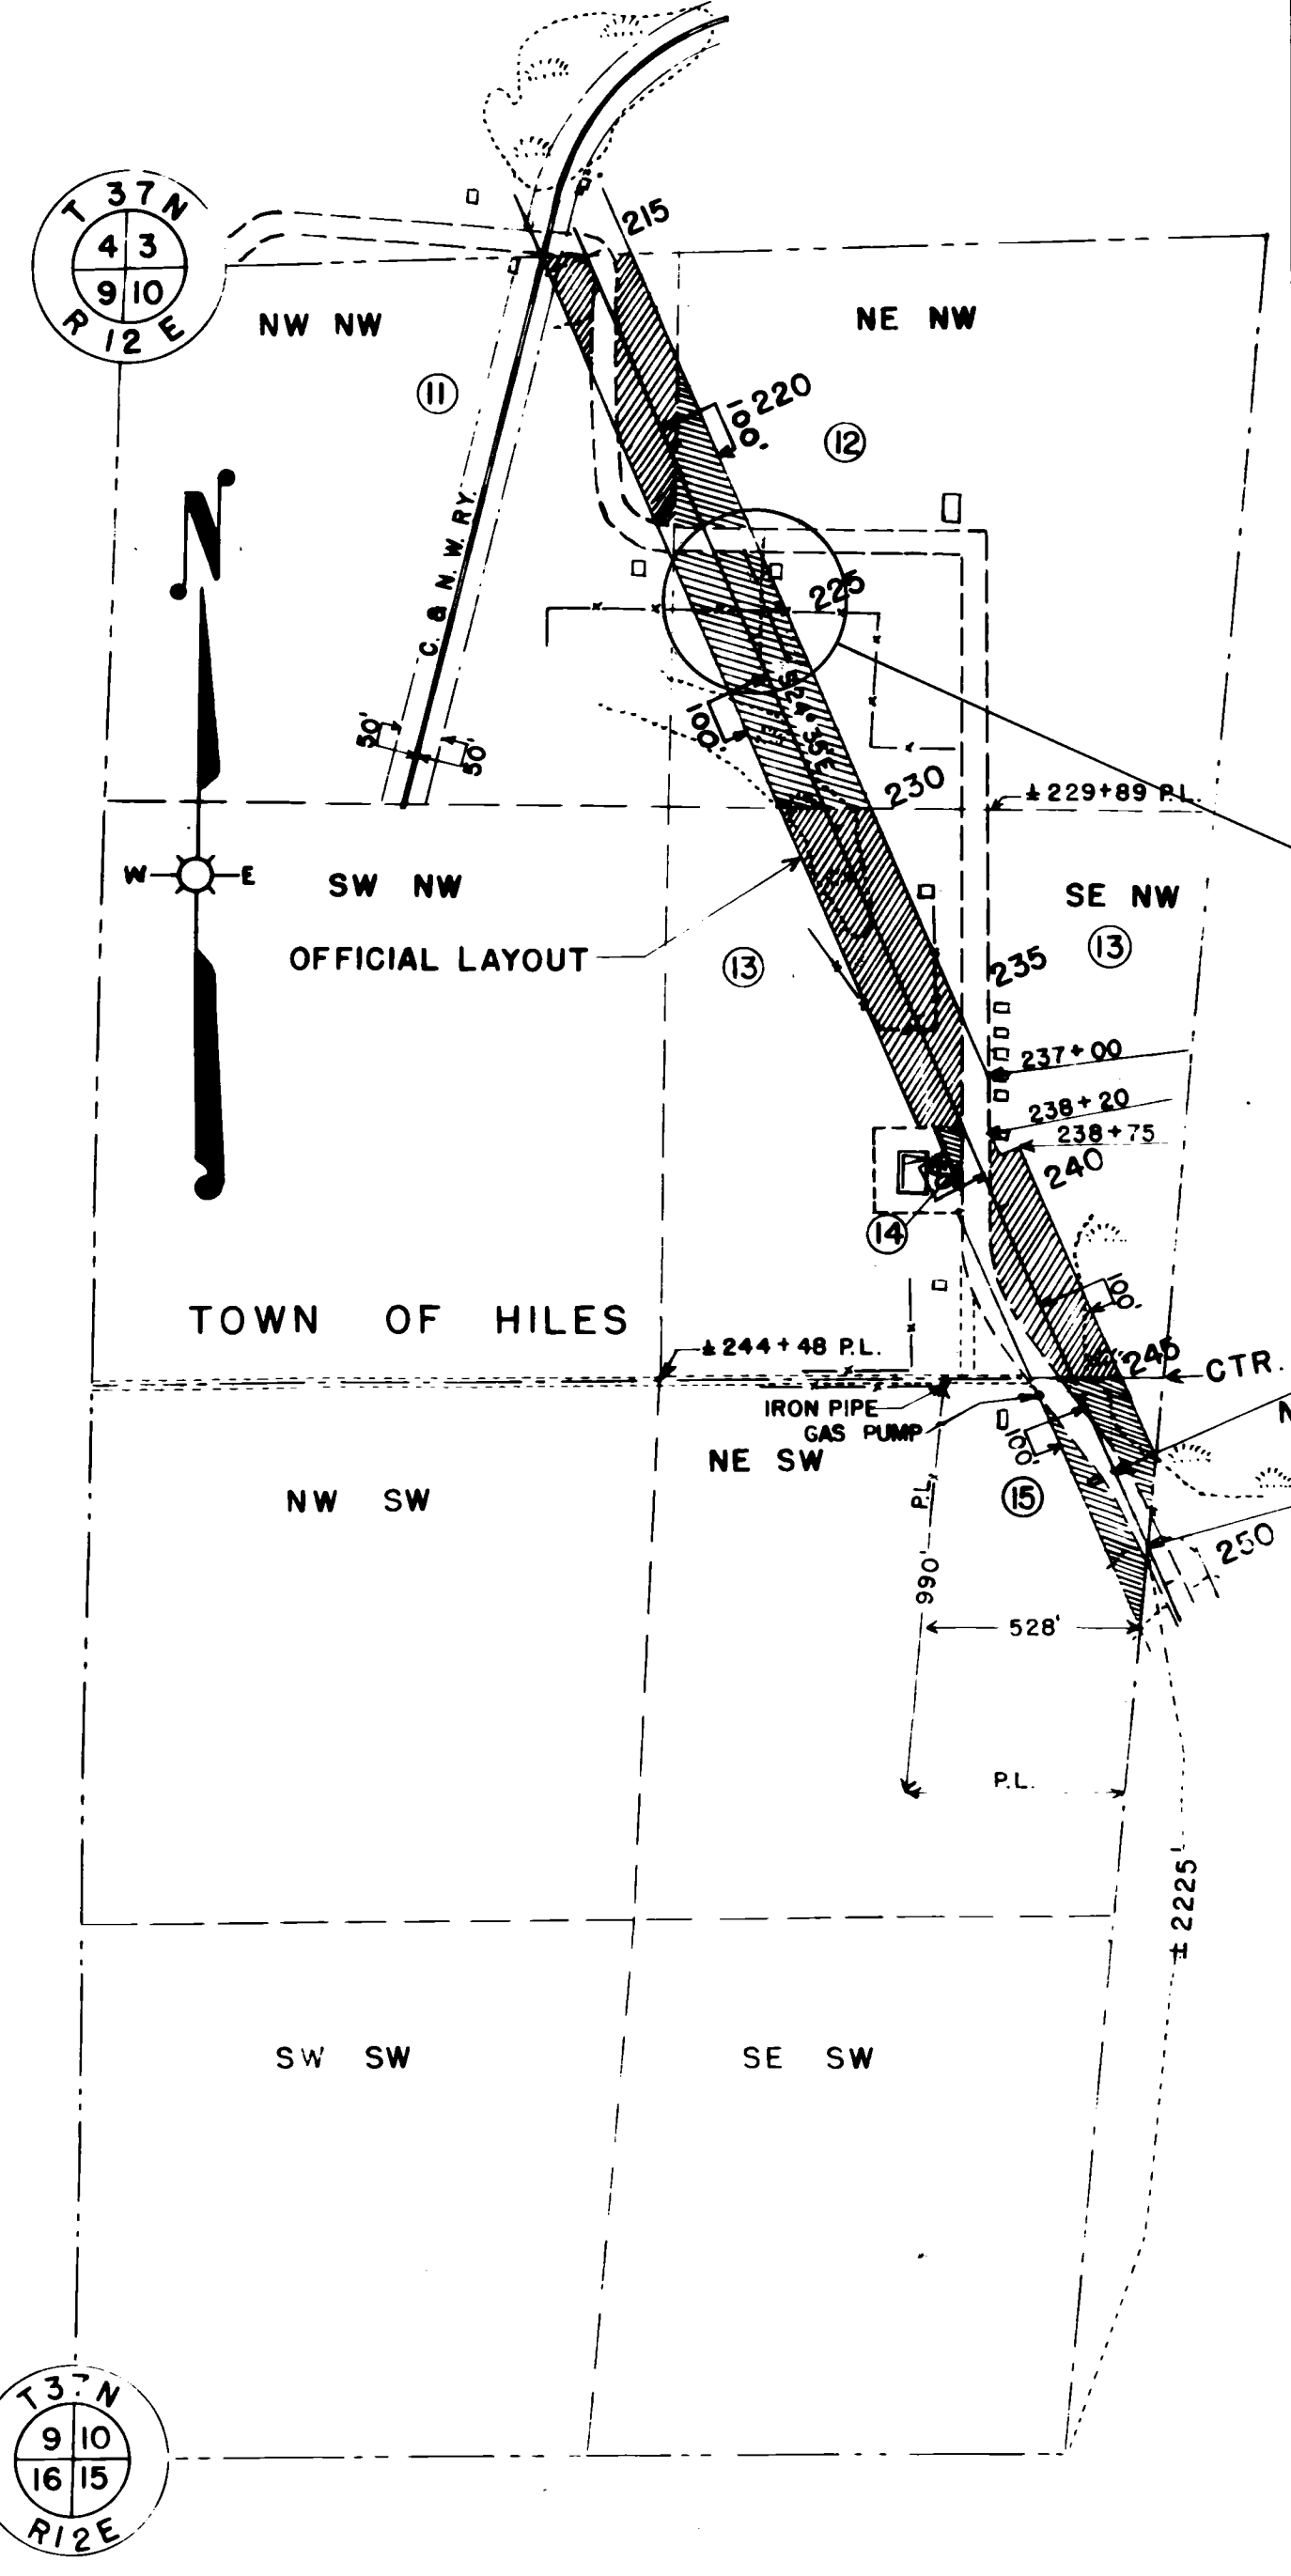 T 37 N
4 3
9 10
R 12 E
215
NW NW
NE NW
11
220
100'
12
C. & N. W. RY.
225
100'
50'
50'
230
± 229+89 P.L.
W E
N
SW NW
SE NW
OFFICIAL LAYOUT
13
13
235
237+00
238+20
238+75
240
14
100'
TOWN OF HILES
± 244+48 P.L.
245
CTR.
IRON PIPE
GAS PUMP
N
100'
NE SW
NW SW
P.L.
15
250
990'
528'
P.L.
± 2225'
SW SW
SE SW
T 37 N
9 10
16 15
R12E